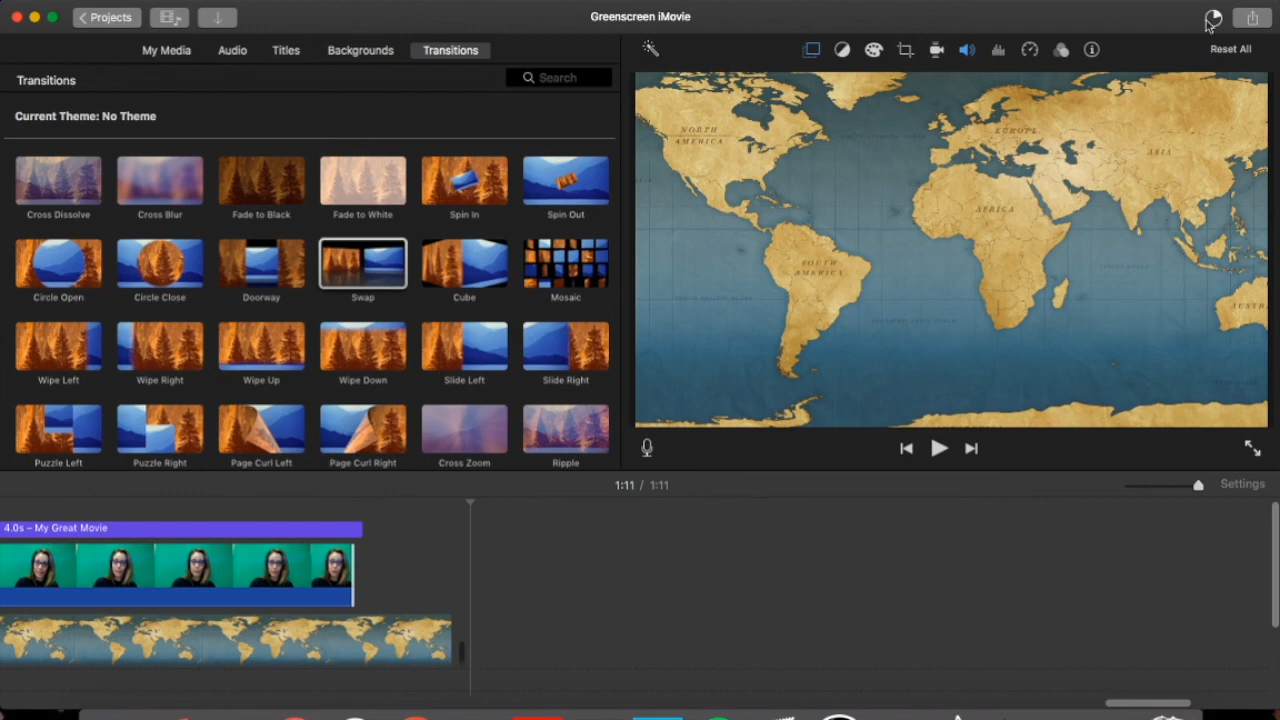 Projects
Greenscreen iMovie
My Media
Audio
Titles
Backgrounds
Transitions
Reset All
Transitions
Search
Current Theme: No Theme
Cross Dissolve
Cross Blur
Fade to Black
Fade to White
Spin In
Spin Out
Circle Open
Circle Close
Doorway
Swap
Cube
Mosaic
Wipe Left
Wipe Right
Wipe Up
Wipe Down
Slide Left
Slide Right
Puzzle Left
Puzzle Right
Page Curl Left
Page Curl Right
Cross Zoom
Ripple
NORTH
AMERICA
EUROPE
ASIA
AFRICA
SOUTH
AMERICA
AUSTR
1:11 / 1:11
Settings
4.0s – My Great Movie